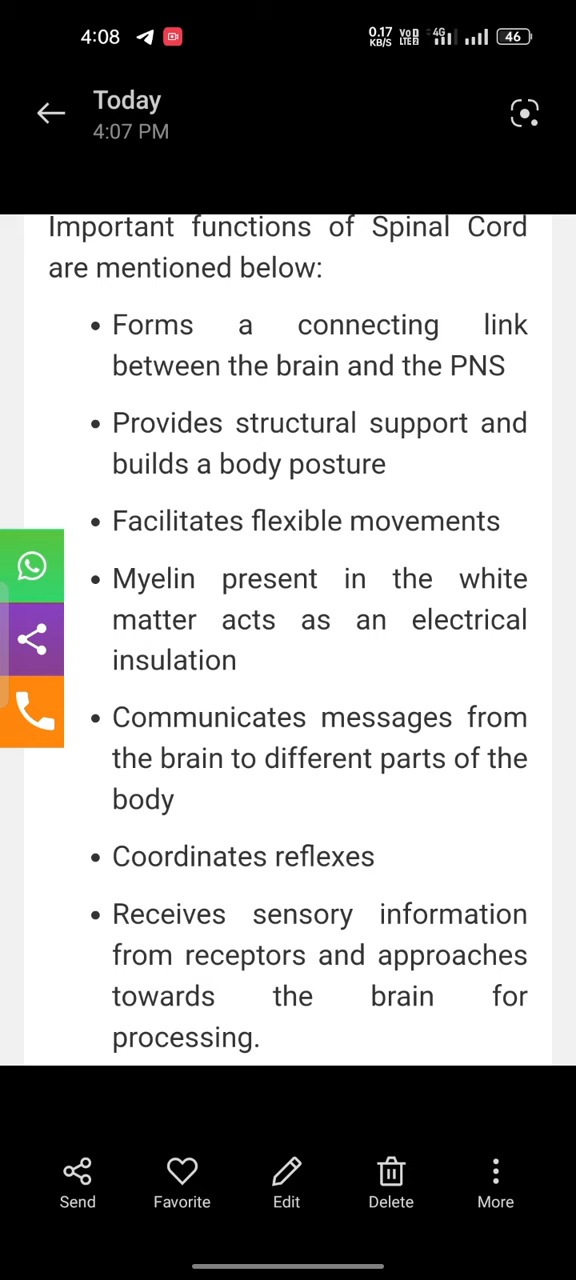 4:08
0.17 KB/S VoD LTE2 4G 46
Today
4:07 PM
Important functions of Spinal Cord
are mentioned below:
• Forms a connecting link
between the brain and the PNS
• Provides structural support and
builds a body posture
• Facilitates flexible movements
• Myelin present in the white
matter acts as an electrical
insulation
• Communicates messages from
the brain to different parts of the
body
• Coordinates reflexes
• Receives sensory information
from receptors and approaches
towards the brain for
processing.
Send Favorite Edit Delete More